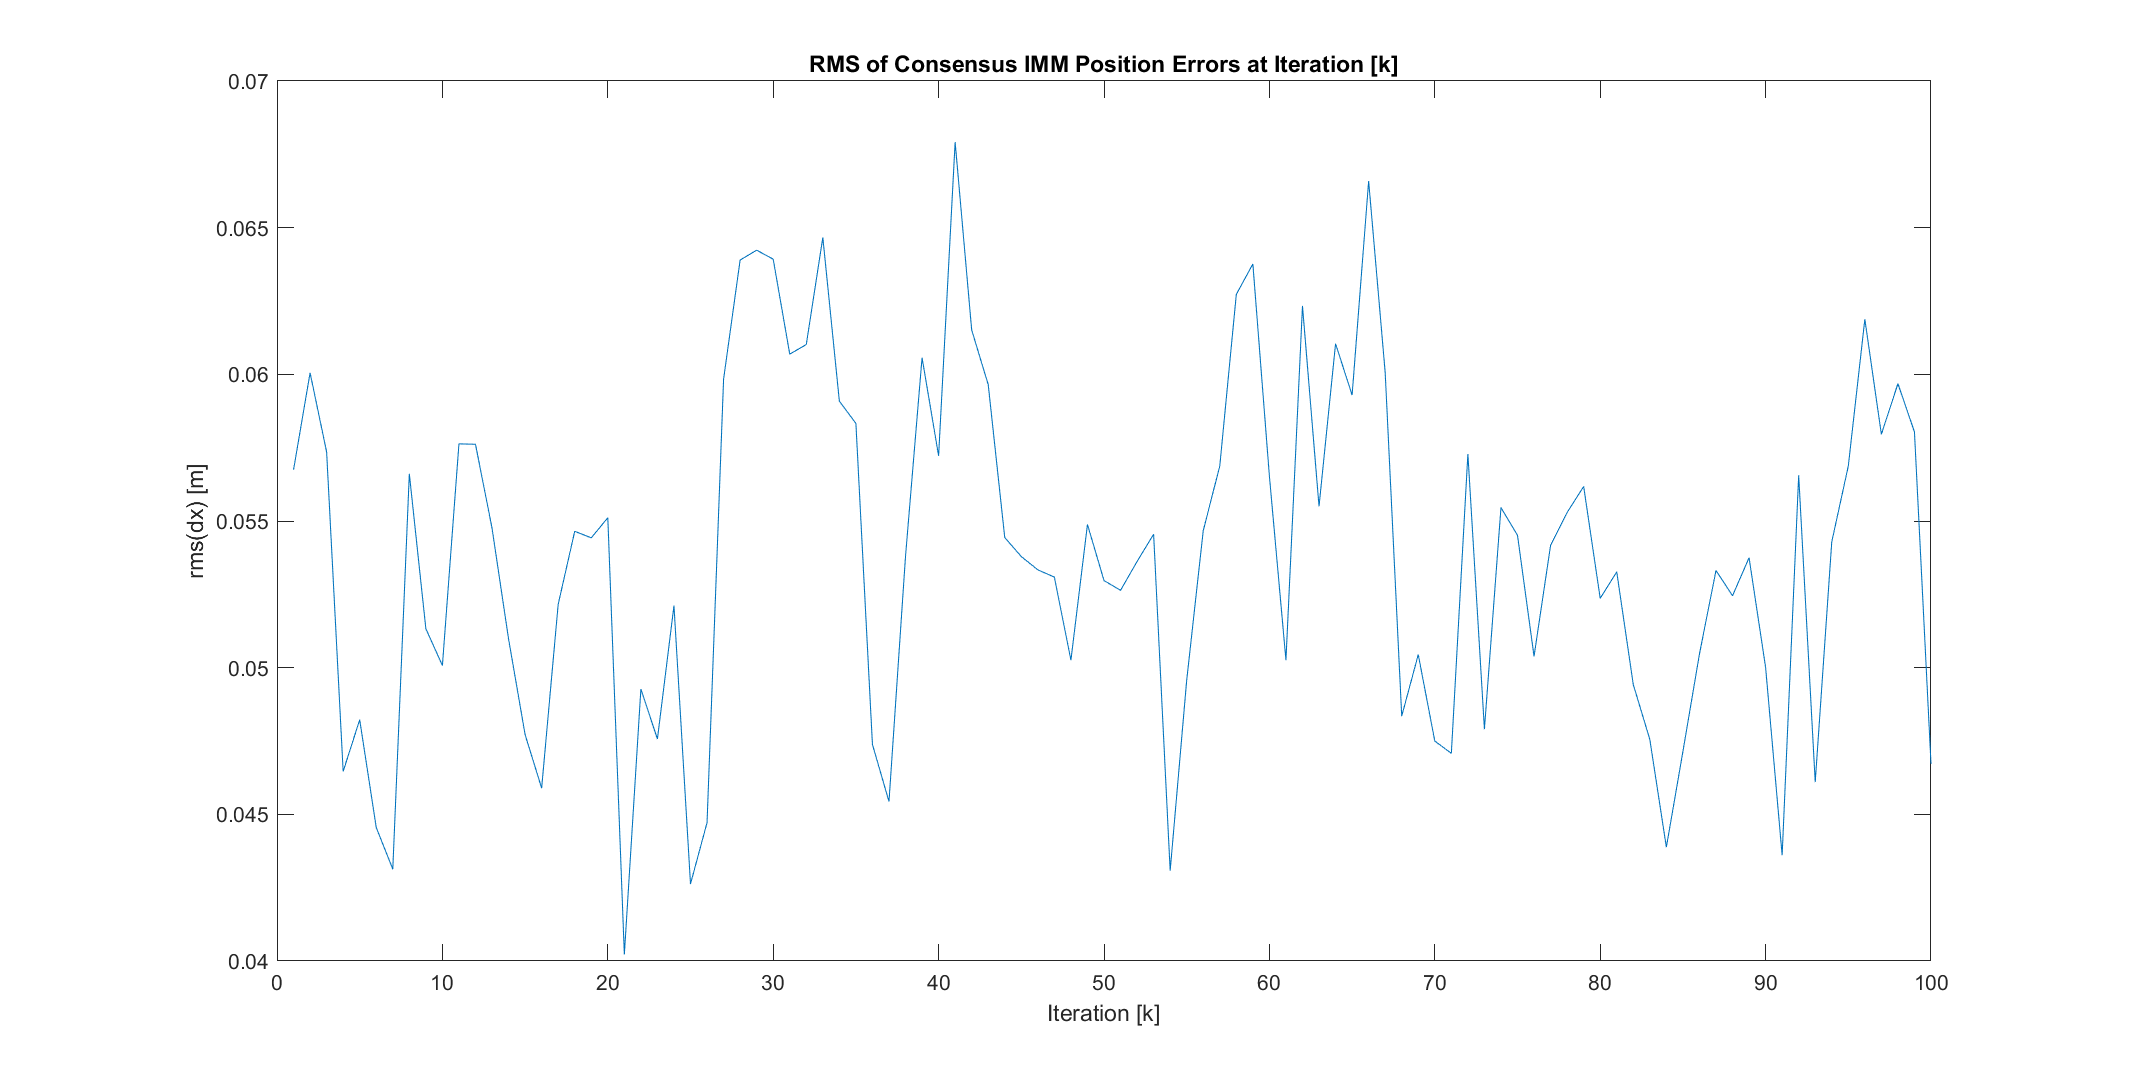 RMS of Consensus IMM Position Errors at Iteration [k]
0.07
0.065
0.06
0.055
0.05
0.045
0.04
rms(dx) [m]
0 10 20 30 40 50 60 70 80 90 100
Iteration [k]